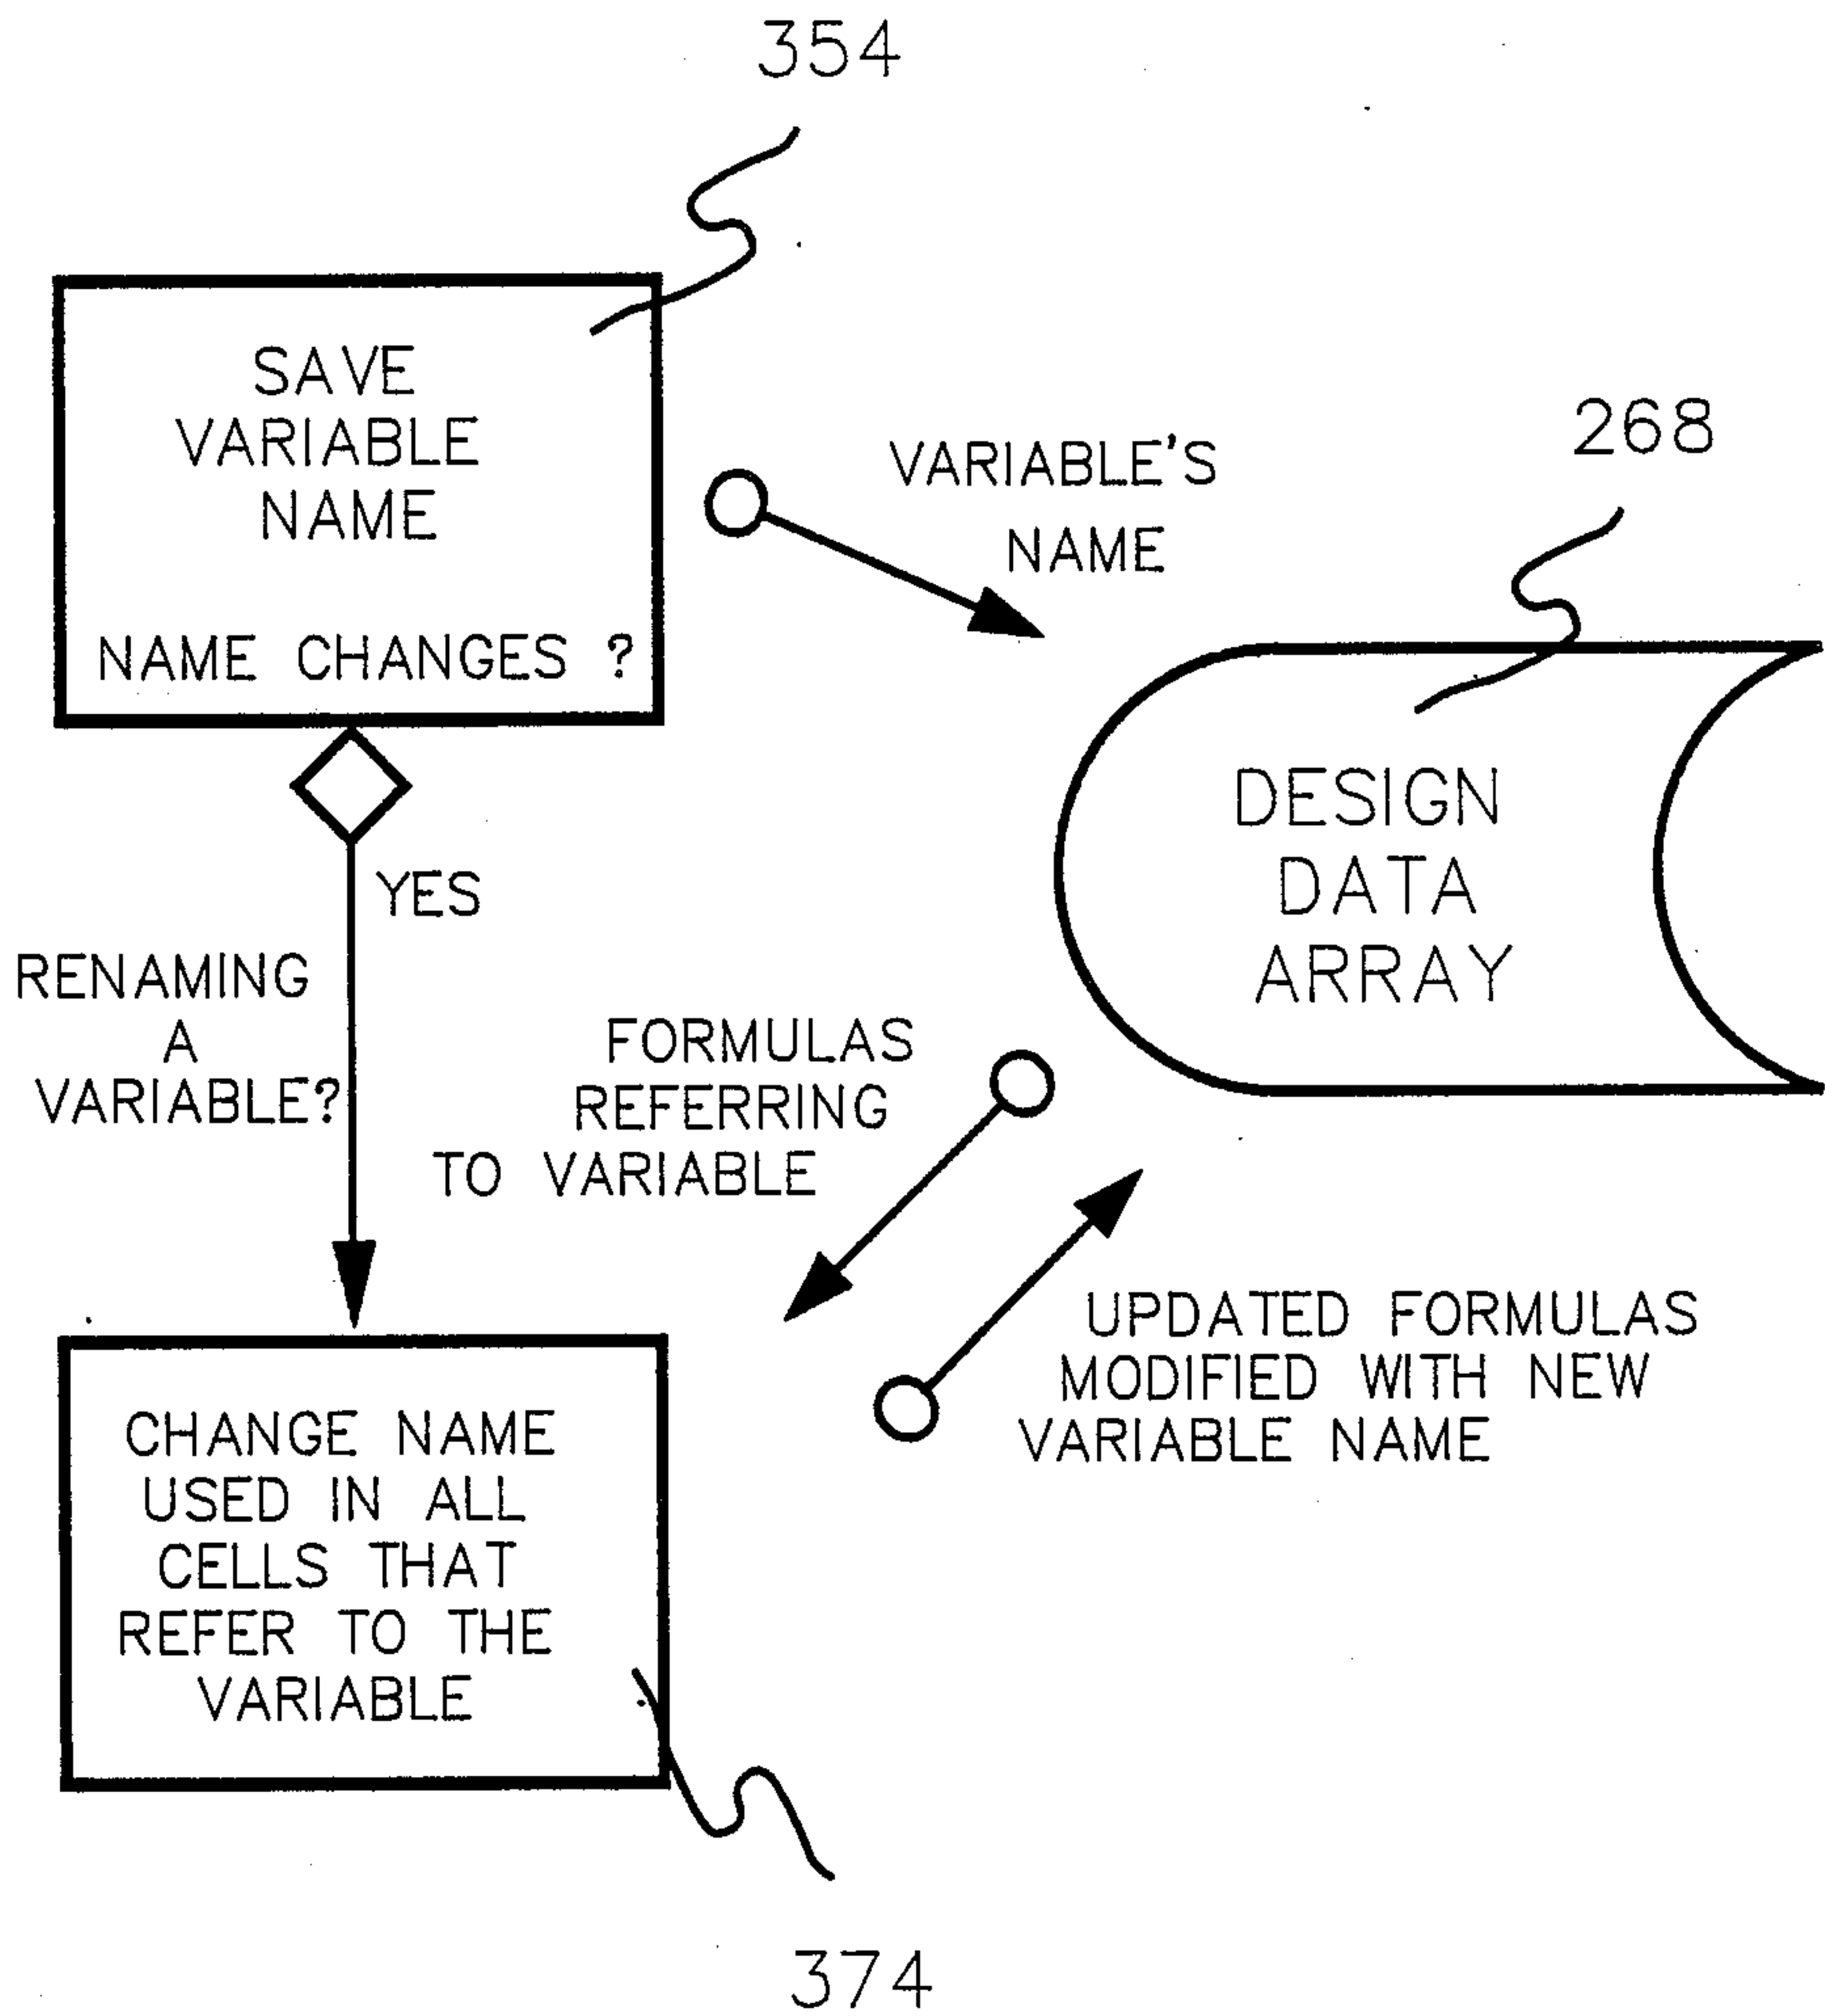 354
SAVE
VARIABLE
NAME
NAME CHANGES ?
VARIABLE'S
NAME
268
DESIGN
DATA
ARRAY
YES
RENAMING
A
VARIABLE?
FORMULAS
REFERRING
TO VARIABLE
UPDATED FORMULAS
MODIFIED WITH NEW
VARIABLE NAME
CHANGE NAME
USED IN ALL
CELLS THAT
REFER TO THE
VARIABLE
374